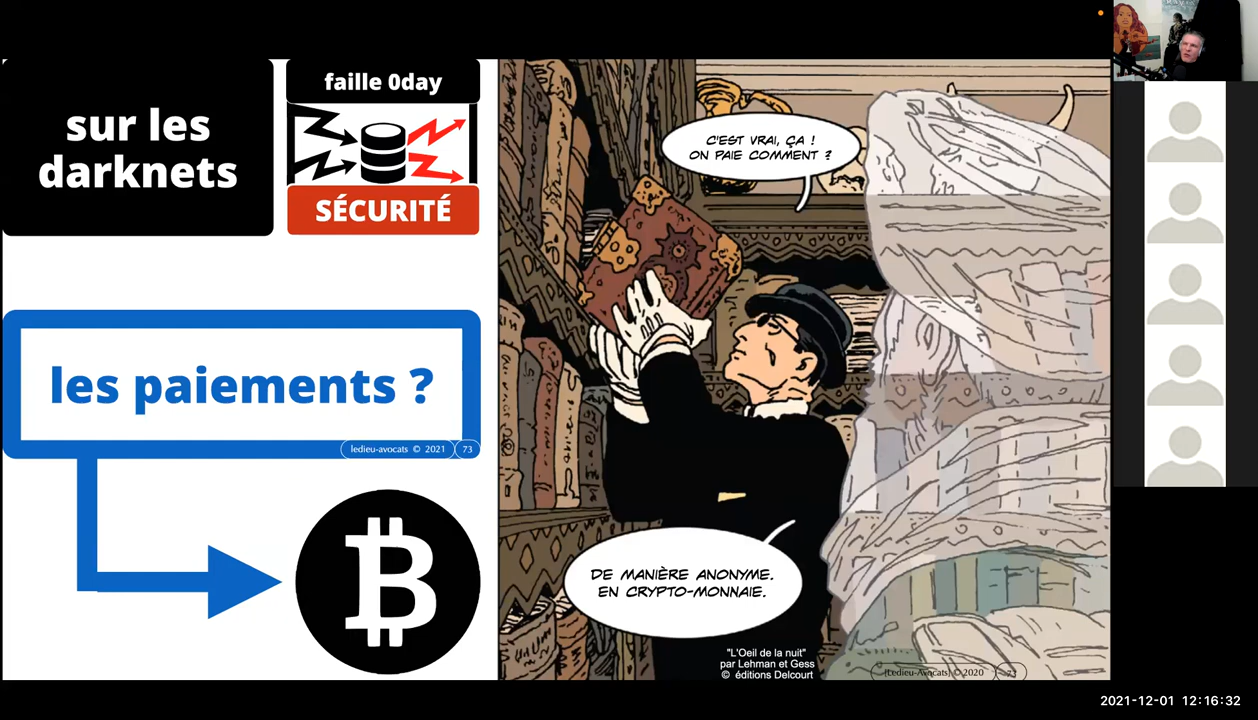 sur les
darknets
faille 0day
SÉCURITÉ
les paiements ?
ledieu-avocats © 2021 73
C'EST VRAI, ÇA !
ON PAIE COMMENT ?
DE MANIÈRE ANONYME.
EN CRYPTO-MONNAIE.
"L'Oeil de la nuit"
par Lehman et Gess
© éditions Delcourt
[Ledieu-Avocats] © 2020 73
2021-12-01 12:16:32